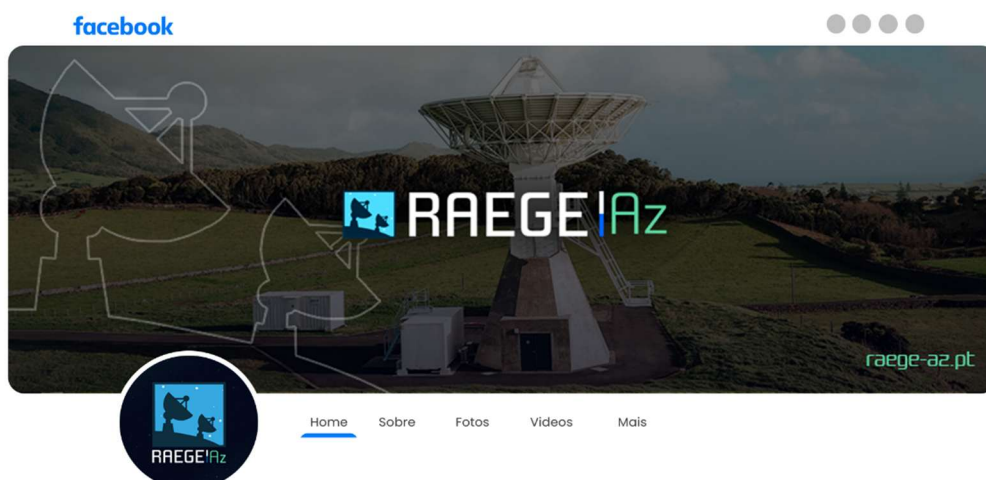 facebook
RAEGE Az
raege-az.pt
RAEGE Az
Home Sobre Fotos Videos Mais